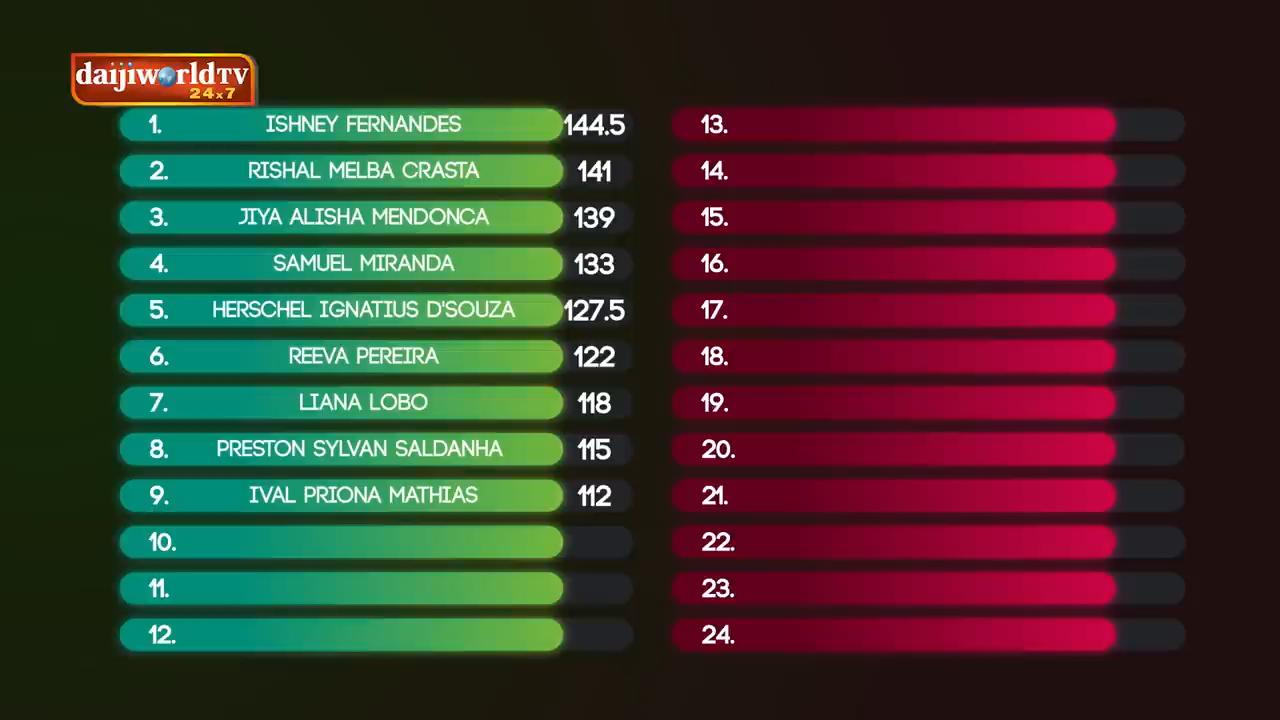 daijiworldTV
24x7
1. ISHNEY FERNANDES 144.5
2. RISHAL MELBA CRASTA 141
3. JIYA ALISHA MENDONCA 139
4. SAMUEL MIRANDA 133
5. HERSCHEL IGNATIUS D'SOUZA 127.5
6. REEVA PEREIRA 122
7. LIANA LOBO 118
8. PRESTON SYLVAN SALDANHA 115
9. IVAL PRIONA MATHIAS 112
10.
11.
12.
13.
14.
15.
16.
17.
18.
19.
20.
21.
22.
23.
24.